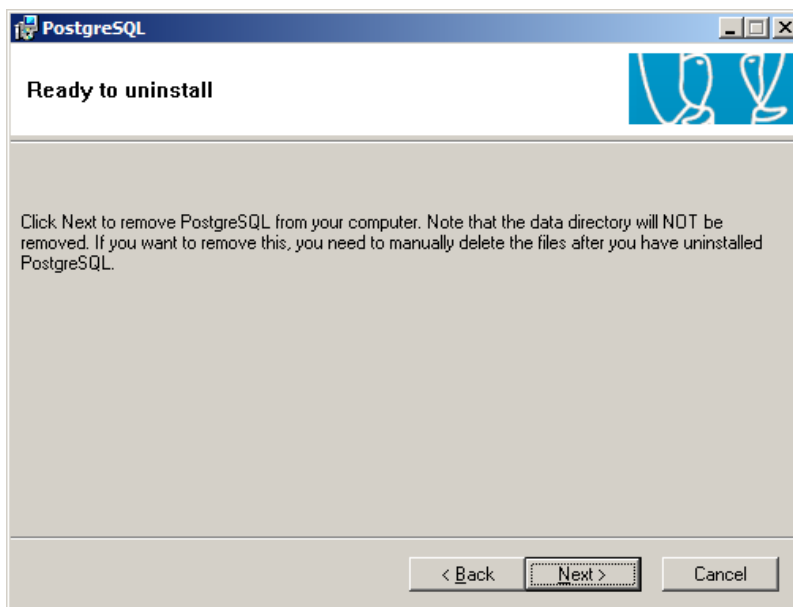 PostgreSQL
Ready to uninstall
Click Next to remove PostgreSQL from your computer. Note that the data directory will NOT be
removed. If you want to remove this, you need to manually delete the files after you have uninstalled
PostgreSQL.
< Back
Next >
Cancel